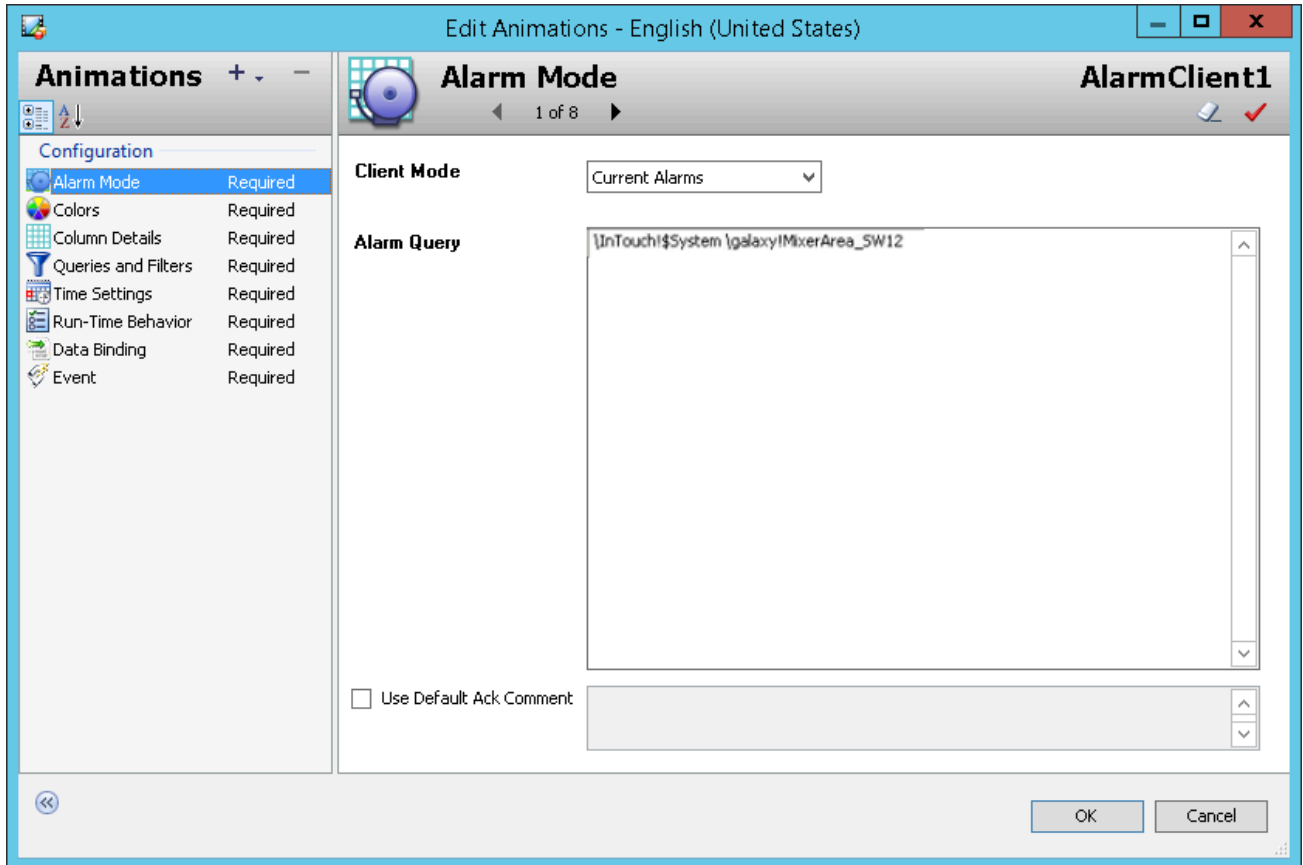 Edit Animations - English (United States)
Animations
Alarm Mode
AlarmClient1
1 of 8
Configuration
Alarm Mode Required
Colors Required
Column Details Required
Queries and Filters Required
Time Settings Required
Run-Time Behavior Required
Data Binding Required
Event Required
Client Mode
Current Alarms
Alarm Query
\InTouch!$System \galaxy!MixerArea_SW12
Use Default Ack Comment
OK
Cancel